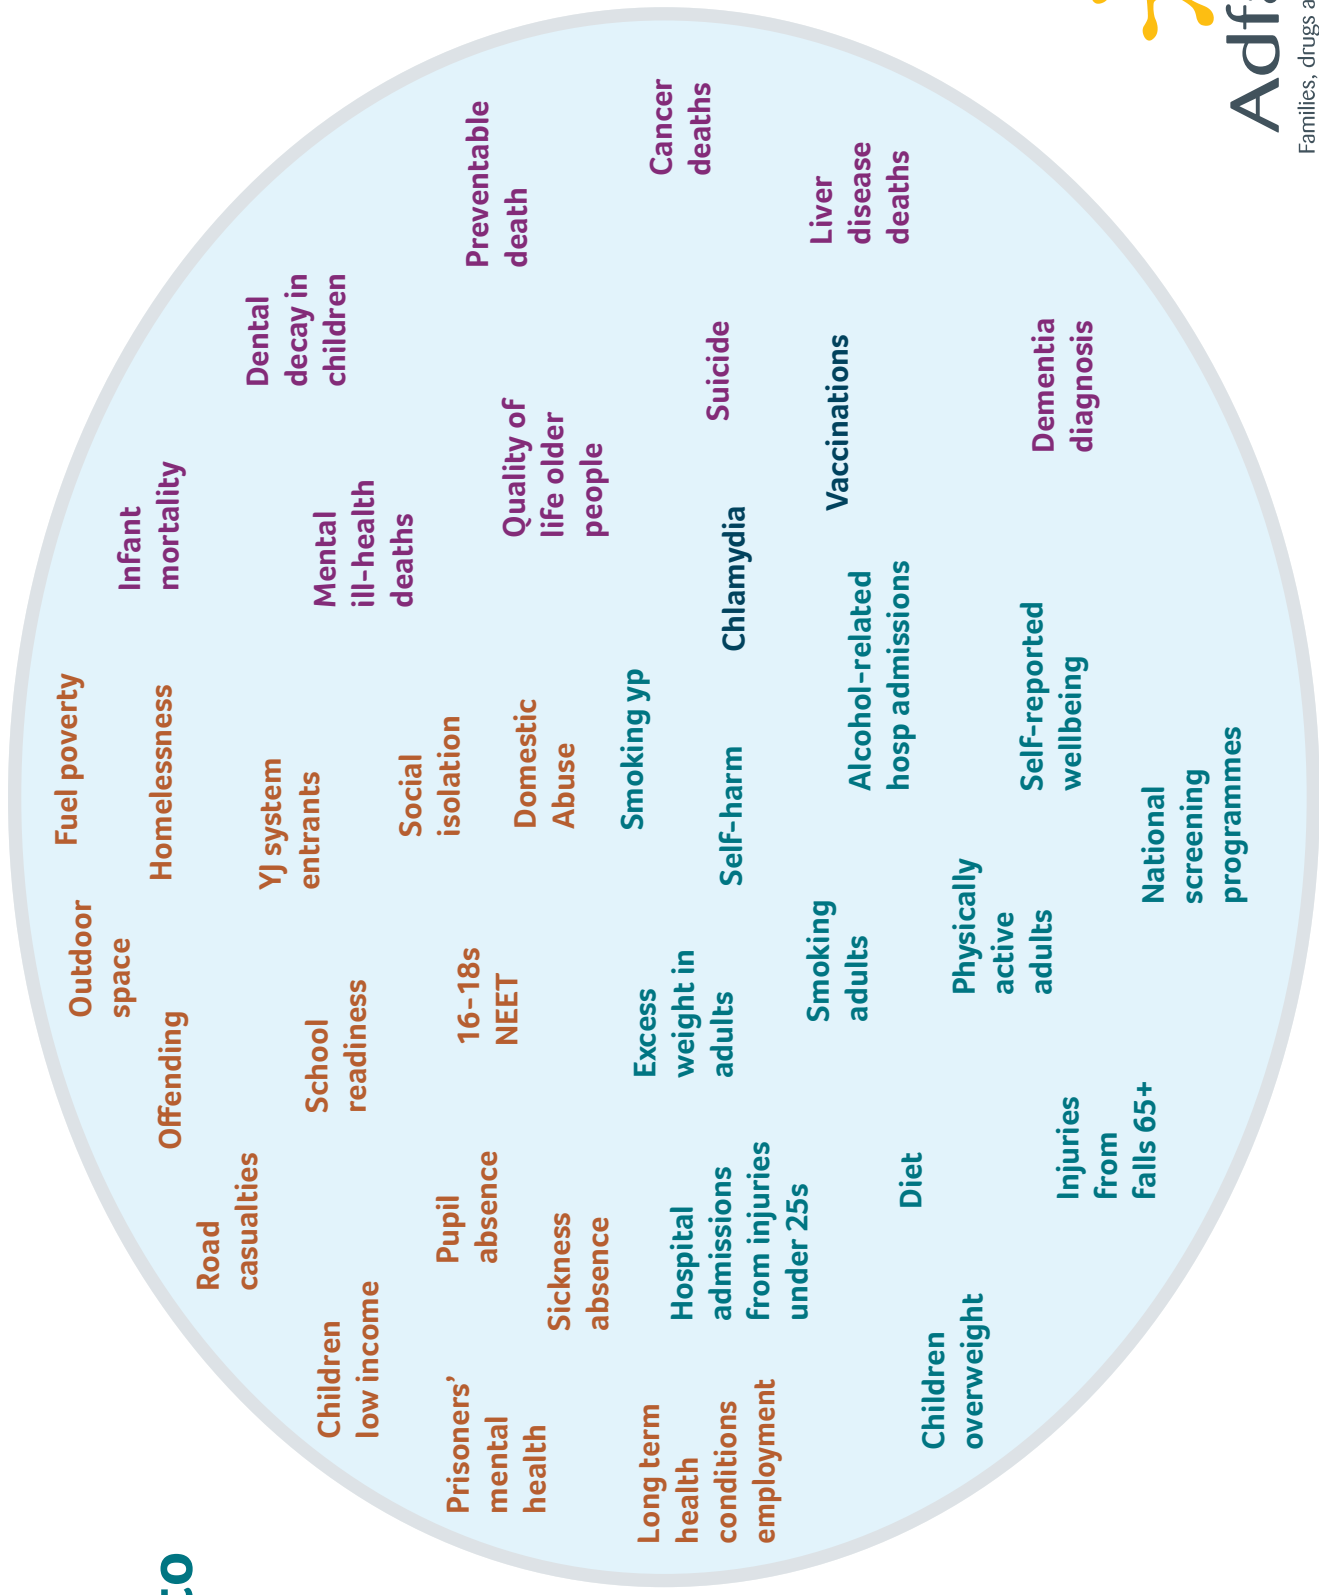 to
Fuel poverty
Outdoor
space
Infant
mortality
Homelessness
Offending
Road
casualties
Dental
decay in
children
YJ system
entrants
School
readiness
Children
low income
Mental
ill-health
deaths
Social
isolation
Pupil
absence
Prisoners’
mental
health
16-18s
NEET
Preventable
death
Quality of
life older
people
Domestic
Abuse
Sickness
absence
Smoking yp
Excess
weight in
adults
Long term
health
conditions
employment
Cancer
deaths
Hospital
admissions
from injuries
under 25s
Suicide
Self-harm
Chlamydia
Smoking
adults
Liver
disease
deaths
Vaccinations
Alcohol-related
hosp admissions
Diet
Children
overweight
Physically
active
adults
Self-reported
wellbeing
Dementia
diagnosis
Injuries
from
falls 65+
National
screening
programmes
Adfa
Families, drugs a